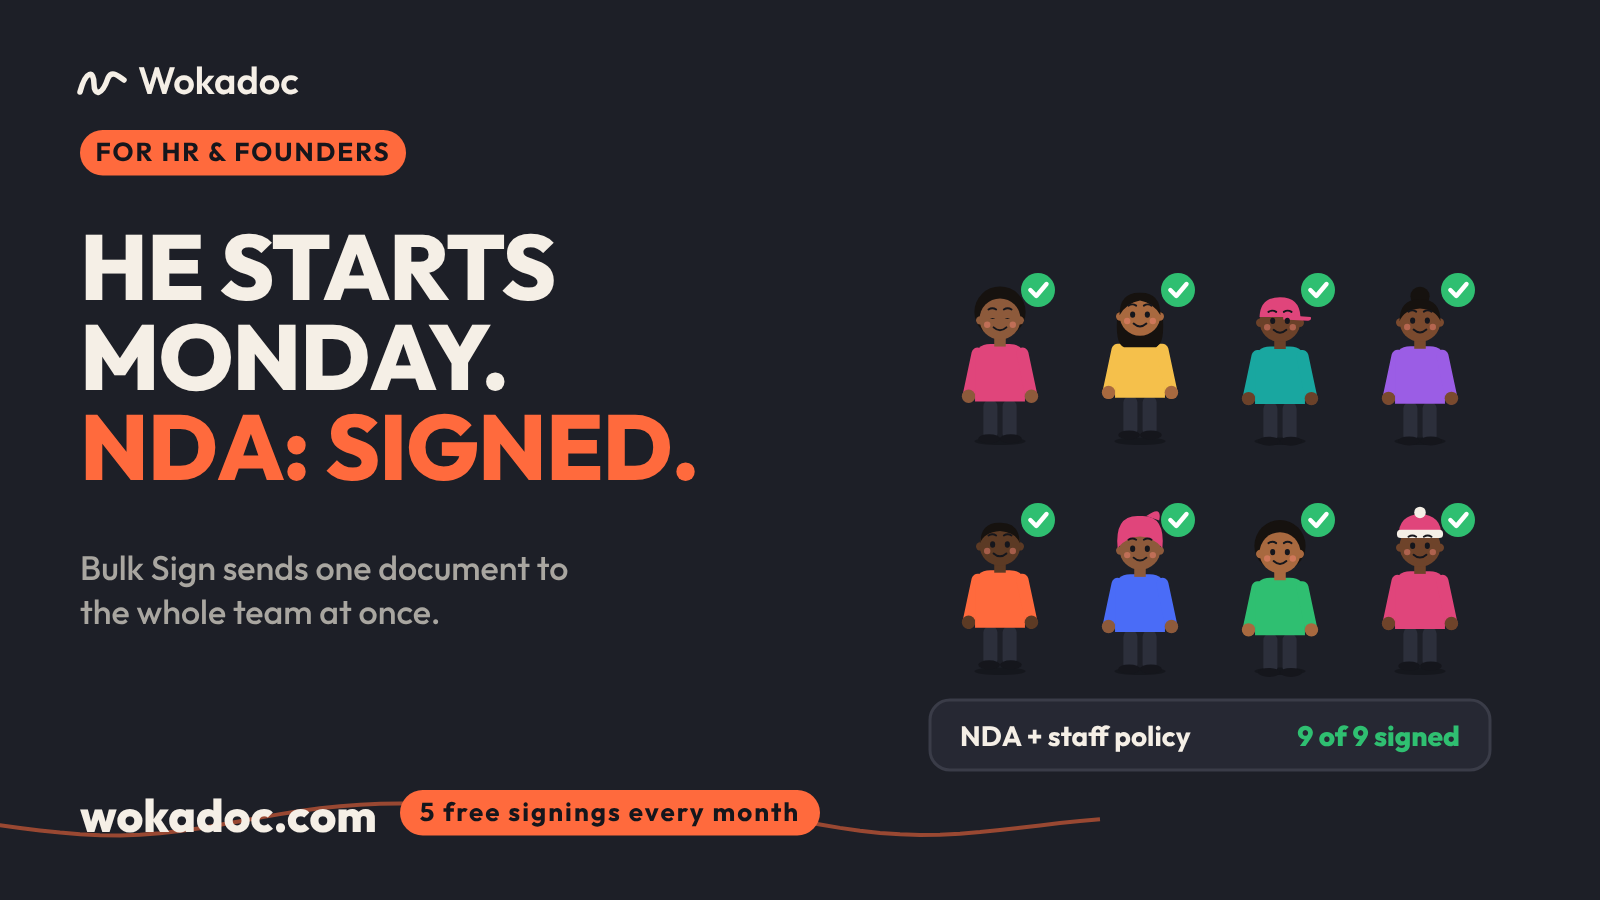 Wokadoc
FOR HR & FOUNDERS
HE STARTS
MONDAY.
NDA: SIGNED.
Bulk Sign sends one document to
the whole team at once.
NDA + staff policy
9 of 9 signed
wokadoc.com
5 free signings every month